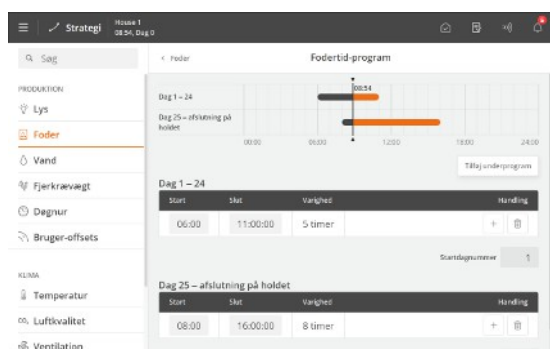 Strategi
House 1
08:54, Dag 0
Søg
PRODUKTION
Lys
Foder
Vand
Fjerkrævægt
Døgnur
Bruger-offsets
KLIMA
Temperatur
CO₂ Luftkvalitet
Ventilation
< Foder
Fodertid-program
08:54
Dag 1 – 24
Dag 25 – afslutning på
holdet
00:00 06:00 12:00 18:00 24:00
Tilføj underprogram
Dag 1 – 24
Start Slut Varighed Handling
06:00 11:00:00 5 timer +
Startdagnummer 1
Dag 25 – afslutning på holdet
Start Slut Varighed Handling
08:00 16:00:00 8 timer +